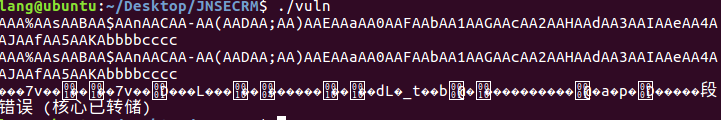 lang@ubuntu:~/Desktop/JNSECRM$ ./vuln
AAA%AAsAABAA$AAnAACAA-AA(AADAA;AA)AAEAAaAA0AAFAAbAA1AAGAAcAA2AAHAAdAA3AAIAAeAA4A
AJAAfAA5AAKAbbbbcccc
AAA%AAsAABAA$AAnAACAA-AA(AADAA;AA)AAEAAaAA0AAFAAbAA1AAGAAcAA2AAHAAdAA3AAIAAeAA4A
AJAAfAA5AAKAbbbbcccc
段
错误 (核心已转储)